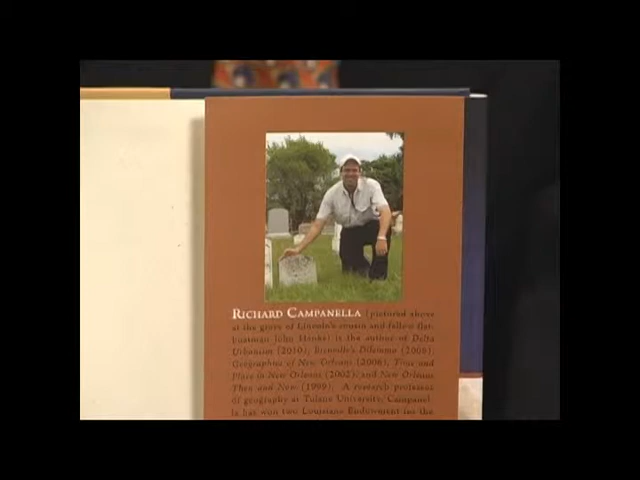 RICHARD CAMPANELLA (pictured above
at the grave of Lincoln's cousin and fellow flat-
boatman John Hanks) is the author of Delta
Urbanism (2010); Bienville's Dilemma (2008);
Geographies of New Orleans (2006); Time and
Place in New Orleans (2002); and New Orleans
Then and Now (1999). A research professor
of geography at Tulane University, Campanel-
la has won two Louisiana Endowment for the